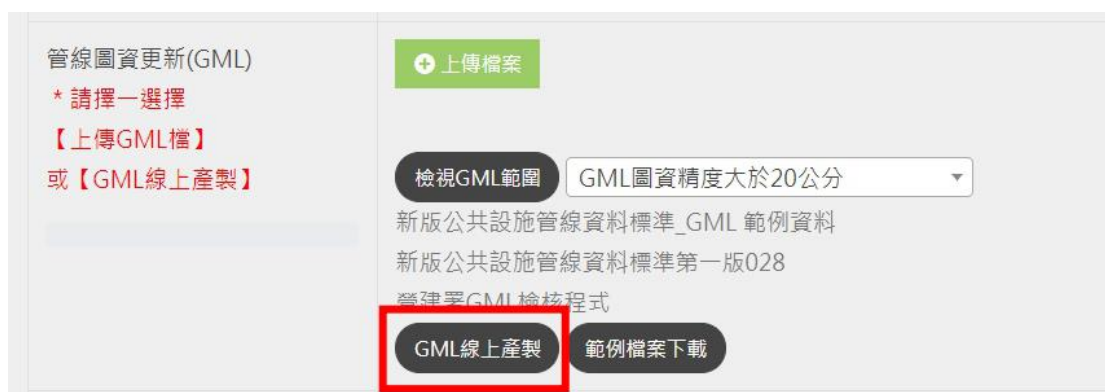 管線圖資更新(GML)
* 請擇一選擇
【上傳GML檔】
或【GML線上產製】
上傳檔案
檢視GML範圍 GML圖資精度大於20公分
新版公共設施管線資料標準_GML 範例資料
新版公共設施管線資料標準第一版028
營建署GML檢核程式
GML線上產製 範例檔案下載